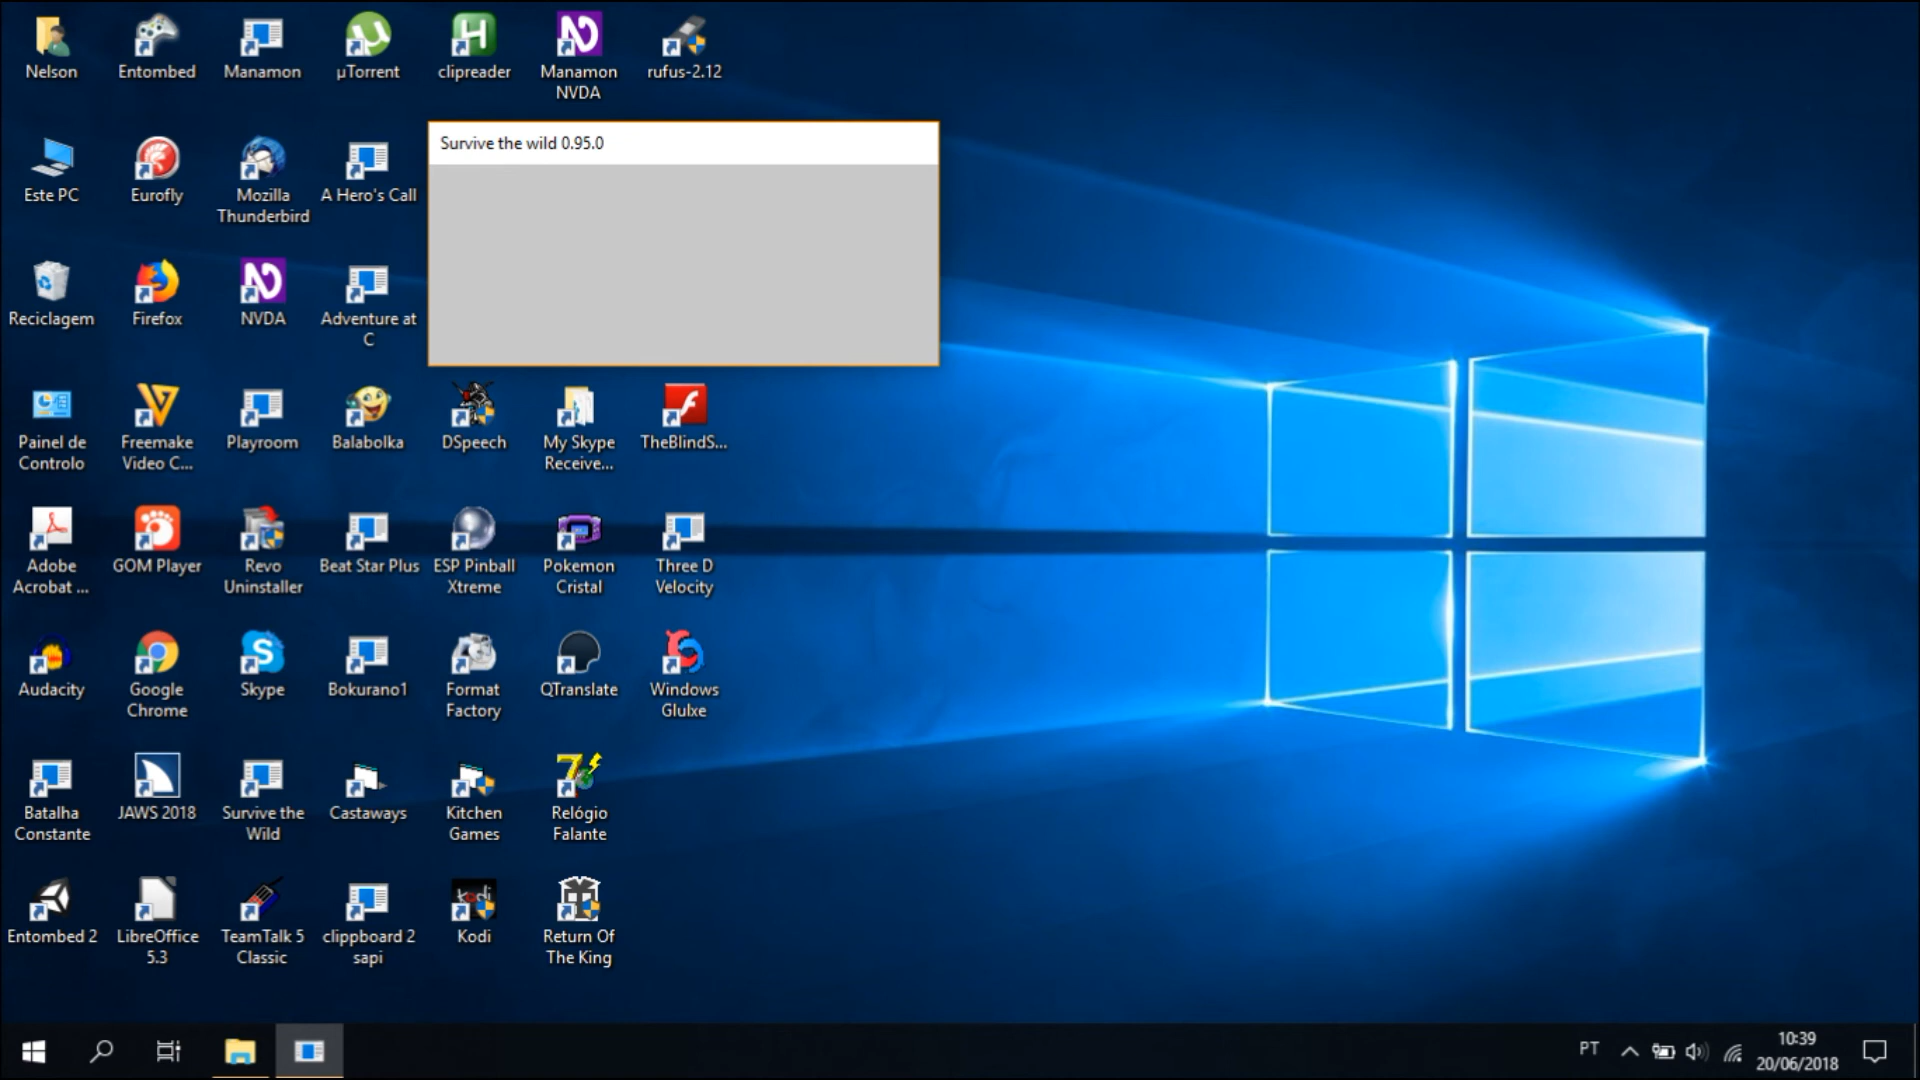 Nelson
Entombed
Manamon
µTorrent
clipreader
Manamon
NVDA
rufus-2.12
Survive the wild 0.95.0
Este PC
Eurofly
Mozilla
Thunderbird
A Hero's Call
Reciclagem
Firefox
NVDA
Adventure at
C
Painel de
Controlo
Freemake
Video C...
Playroom
Balabolka
DSpeech
My Skype
Receive...
TheBlindS...
Adobe
Acrobat ...
GOM Player
Revo
Uninstaller
Beat Star Plus
ESP Pinball
Xtreme
Pokemon
Cristal
Three D
Velocity
Audacity
Google
Chrome
Skype
Bokurano1
Format
Factory
QTranslate
Windows
Glulxe
Batalha
Constante
JAWS 2018
Survive the
Wild
Castaways
Kitchen
Games
Relógio
Falante
Entombed 2
LibreOffice
5.3
TeamTalk 5
Classic
clippboard 2
sapi
Kodi
Return Of
The King
PT
10:39
20/06/2018